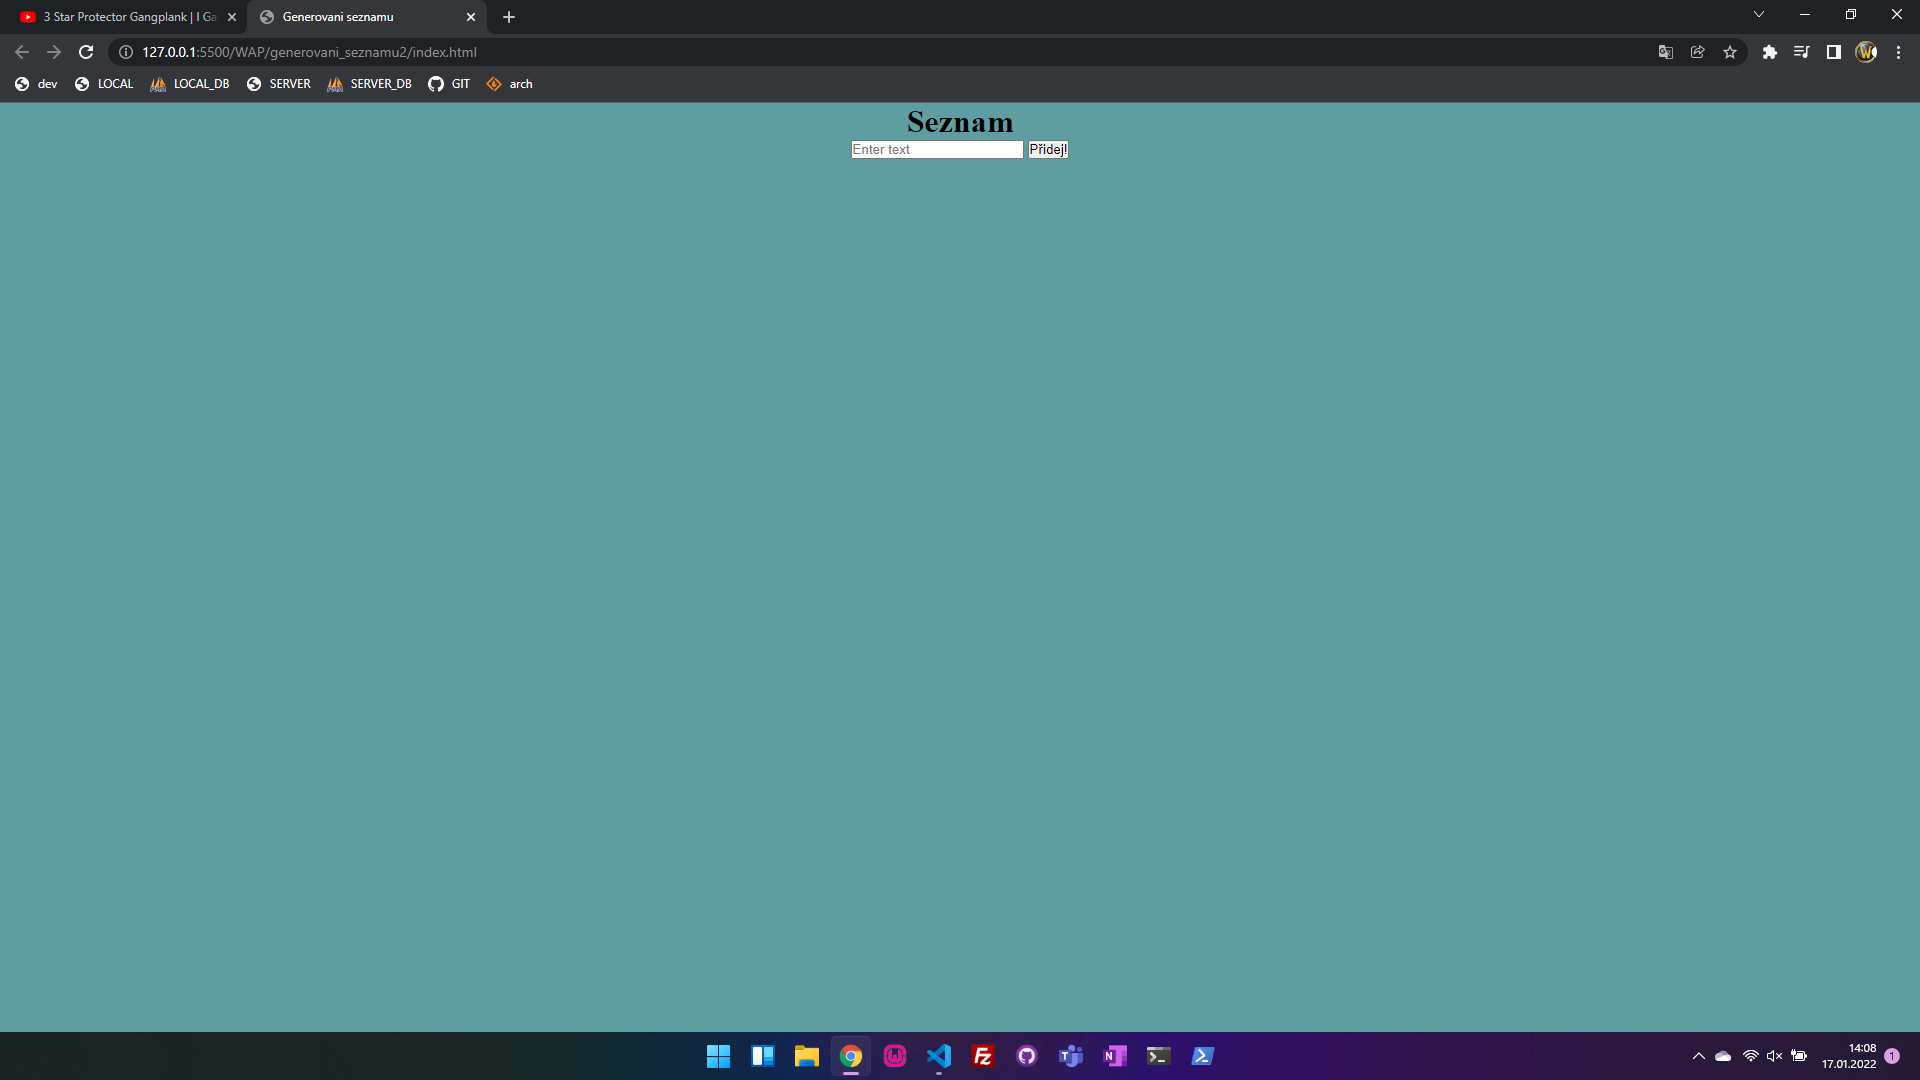 3 Star Protector Gangplank | I Ga
Generovani seznamu
127.0.0.1:5500/WAP/generovani_seznamu2/index.html
dev
LOCAL
LOCAL_DB
SERVER
SERVER_DB
GIT
arch
Seznam
Enter text
Přidej!
14:08
17.01.2022
1